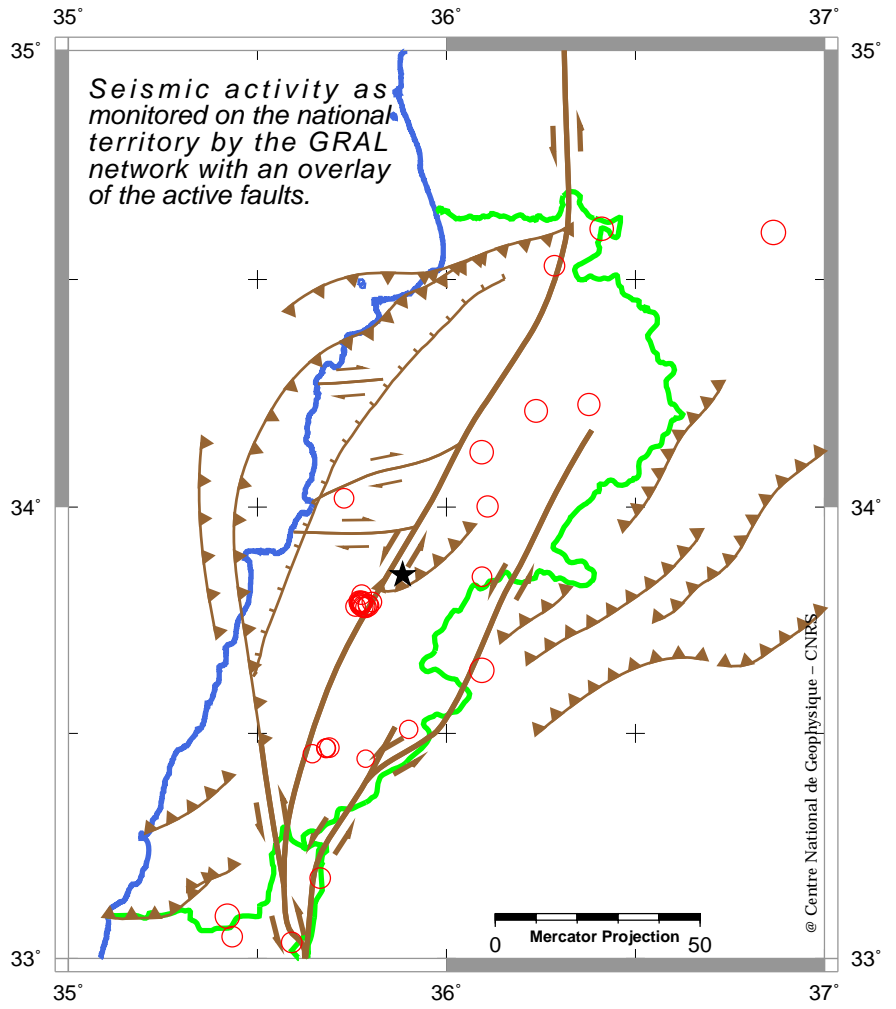 35° 36° 37°
35° 35°
Seismic activity as
monitored on the national
territory by the GRAL
network with an overlay
of the active faults.
34° 34°
@ Centre National de Geophysique – CNRS
0 Mercator Projection 50
33° 33°
35° 36° 37°